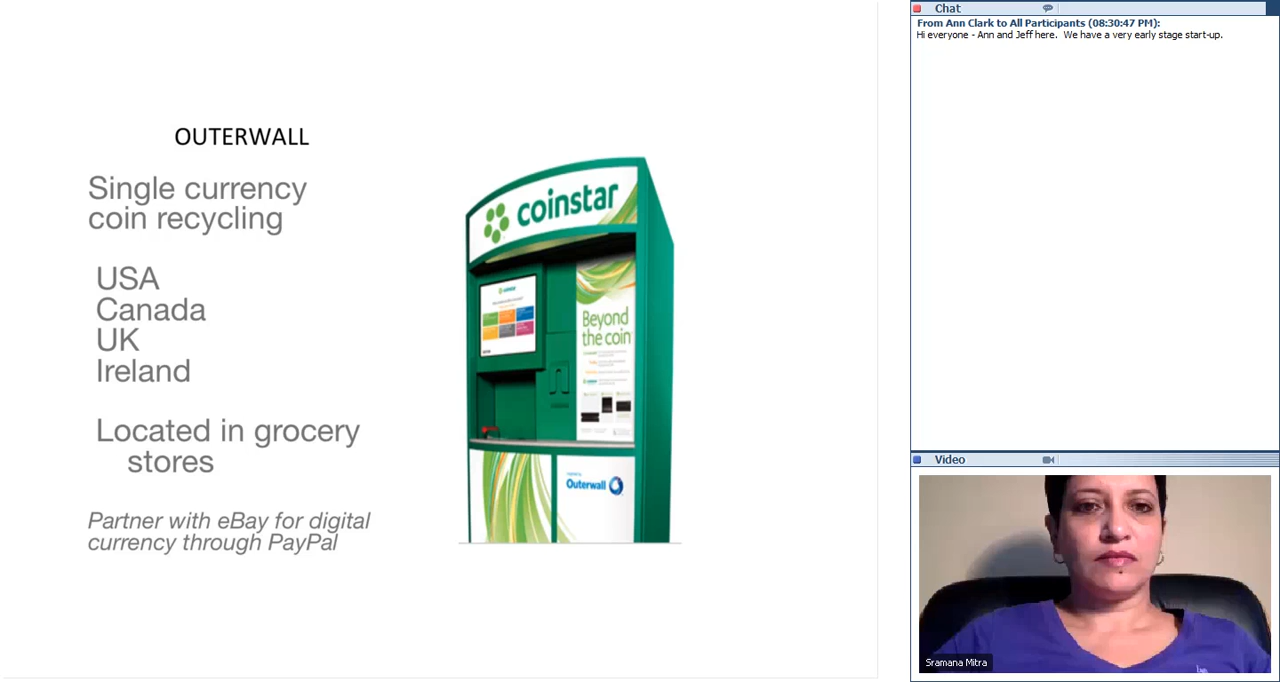 OUTERWALL
Single currency
coin recycling
USA
Canada
UK
Ireland
Located in grocery
stores
Partner with eBay for digital
currency through PayPal
coinstar
Beyond
the coin
Outerwall
Chat
From Ann Clark to All Participants (08:30:47 PM):
Hi everyone - Ann and Jeff here.  We have a very early stage start-up.
Video
Sramana Mitra